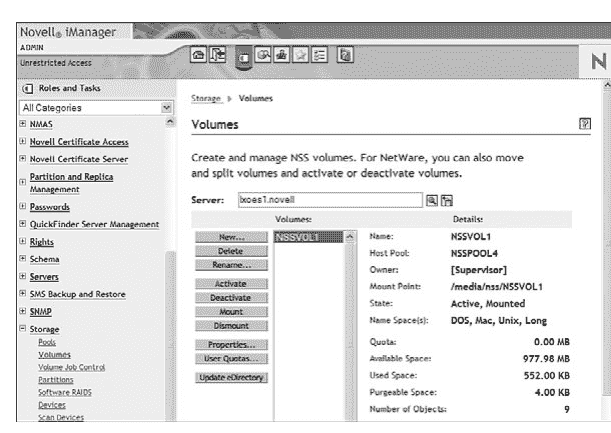 Novell® iManager
ADMIN
Unrestricted Access
N
Roles and Tasks
All Categories
NMAS
Novell Certificate Access
Novell Certificate Server
Partition and Replica
Management
Passwords
QuickFinder Server Management
Rights
Schema
Servers
SMS Backup and Restore
SNMP
Storage
Pools
Volumes
Volume Job Control
Partitions
Software RAIDS
Devices
Scan Devices
Storage Volumes
Volumes
?
Create and manage NSS volumes. For NetWare, you can also move
and split volumes and activate or deactivate volumes.
Server: lxoes1.novell
Volumes: Details:
New...
Delete
Rename...
Activate
Deactivate
Mount
Dismount
Properties...
User Quotas...
Update eDirectory
NSSVOL1
Name: NSSVOL1
Host Pool: NSSPOOL4
Owner: [Supervisor]
Mount Point: /media/nss/NSSVOL1
State: Active, Mounted
Name Space(s): DOS, Mac, Unix, Long
Quota: 0.00 MB
Available Space: 977.98 MB
Used Space: 552.00 KB
Purgeable Space: 4.00 KB
Number of Objects: 9